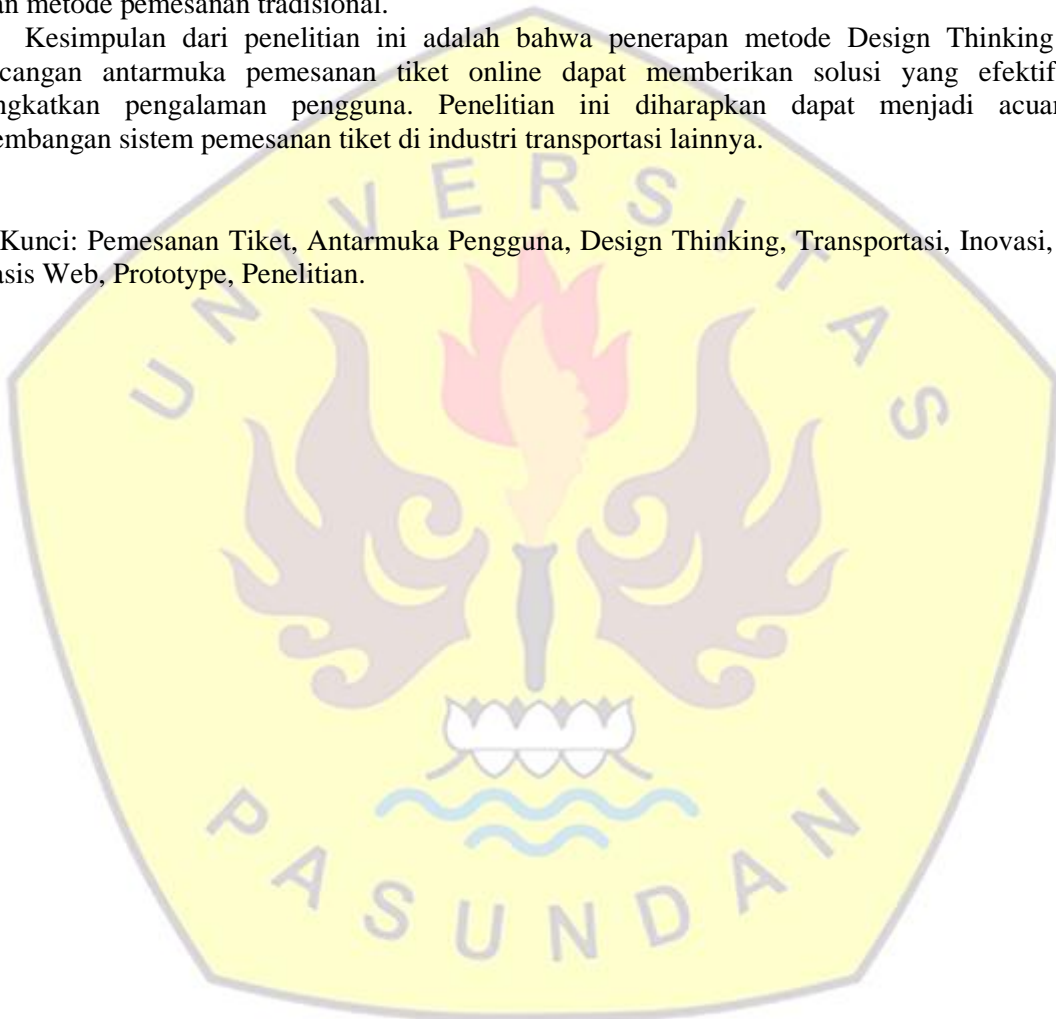 an metode pemesanan tradisional.
Kesimpulan dari penelitian ini adalah bahwa penerapan metode Design Thinking
cangan antarmuka pemesanan tiket online dapat memberikan solusi yang efektif
ngkatkan pengalaman pengguna. Penelitian ini diharapkan dapat menjadi acuan
embangan sistem pemesanan tiket di industri transportasi lainnya.
Kunci: Pemesanan Tiket, Antarmuka Pengguna, Design Thinking, Transportasi, Inovasi,
asis Web, Prototype, Penelitian.
UNIVERSITAS
PASUNDAN